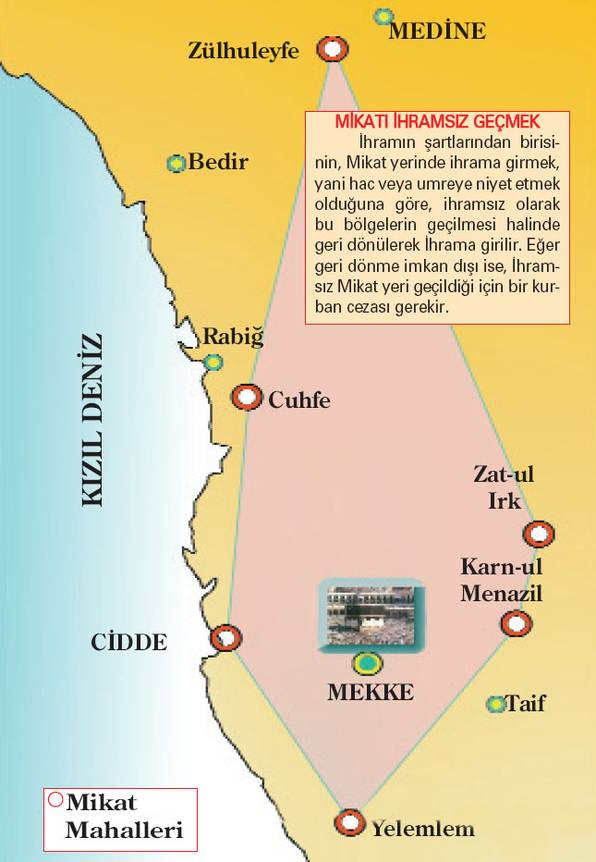 MEDİNE
Zülhuleyfe
MİKATI İHRAMSIZ GEÇMEK
İhramın şartlarından birisi-
nin, Mikat yerinde ihrama girmek,
yani hac veya umreye niyet etmek
olduğuna göre, ihramsız olarak
bu bölgelerin geçilmesi halinde
geri dönülerek İhrama girilir. Eğer
geri dönme imkan dışı ise, İhram-
sız Mikat yeri geçildiği için bir kur-
ban cezası gerekir.
Bedir
Rabiğ
KIZIL DENİZ
Cuhfe
Zat-ul
Irk
Karn-ul
Menazil
CİDDE
MEKKE
Taif
Mikat
Mahalleri
Yelemlem